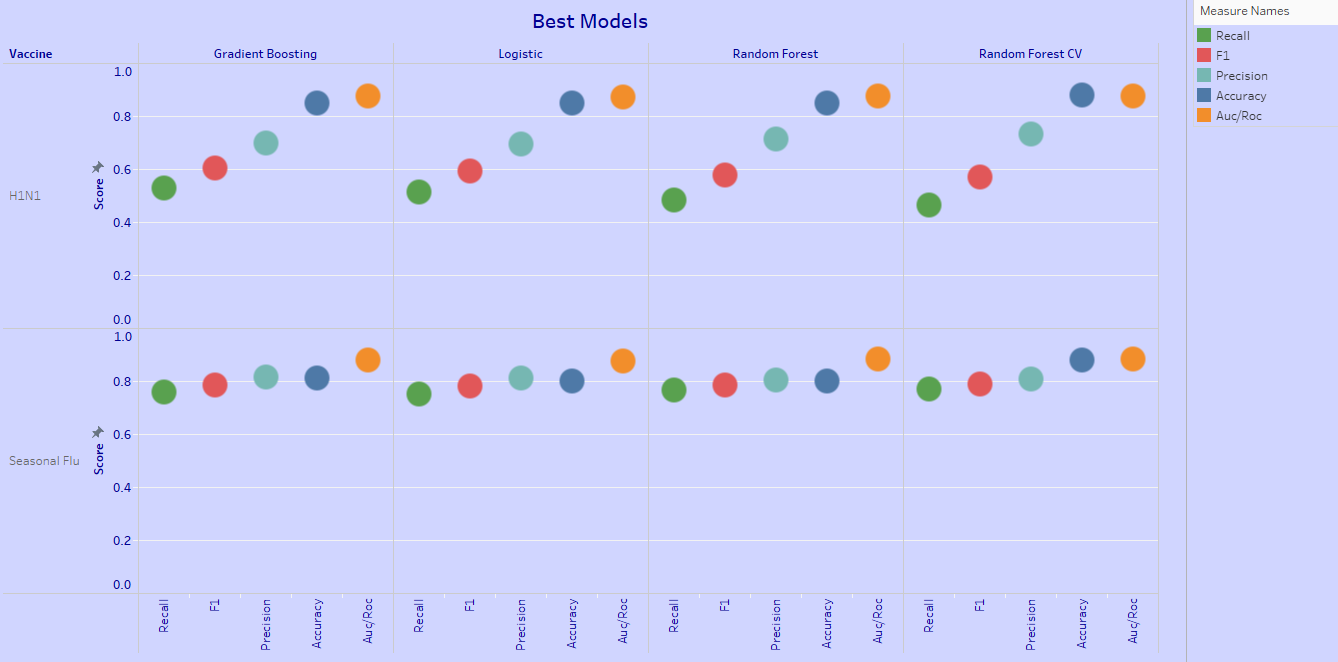 Best Models
Vaccine
Gradient Boosting
Logistic
Random Forest
Random Forest CV
H1N1
Score
1.0
0.8
0.6
0.4
0.2
0.0
Seasonal Flu
Score
1.0
0.8
0.6
0.4
0.2
0.0
Recall
F1
Precision
Accuracy
Auc/Roc
Recall
F1
Precision
Accuracy
Auc/Roc
Recall
F1
Precision
Accuracy
Auc/Roc
Recall
F1
Precision
Accuracy
Auc/Roc
Measure Names
Recall
F1
Precision
Accuracy
Auc/Roc